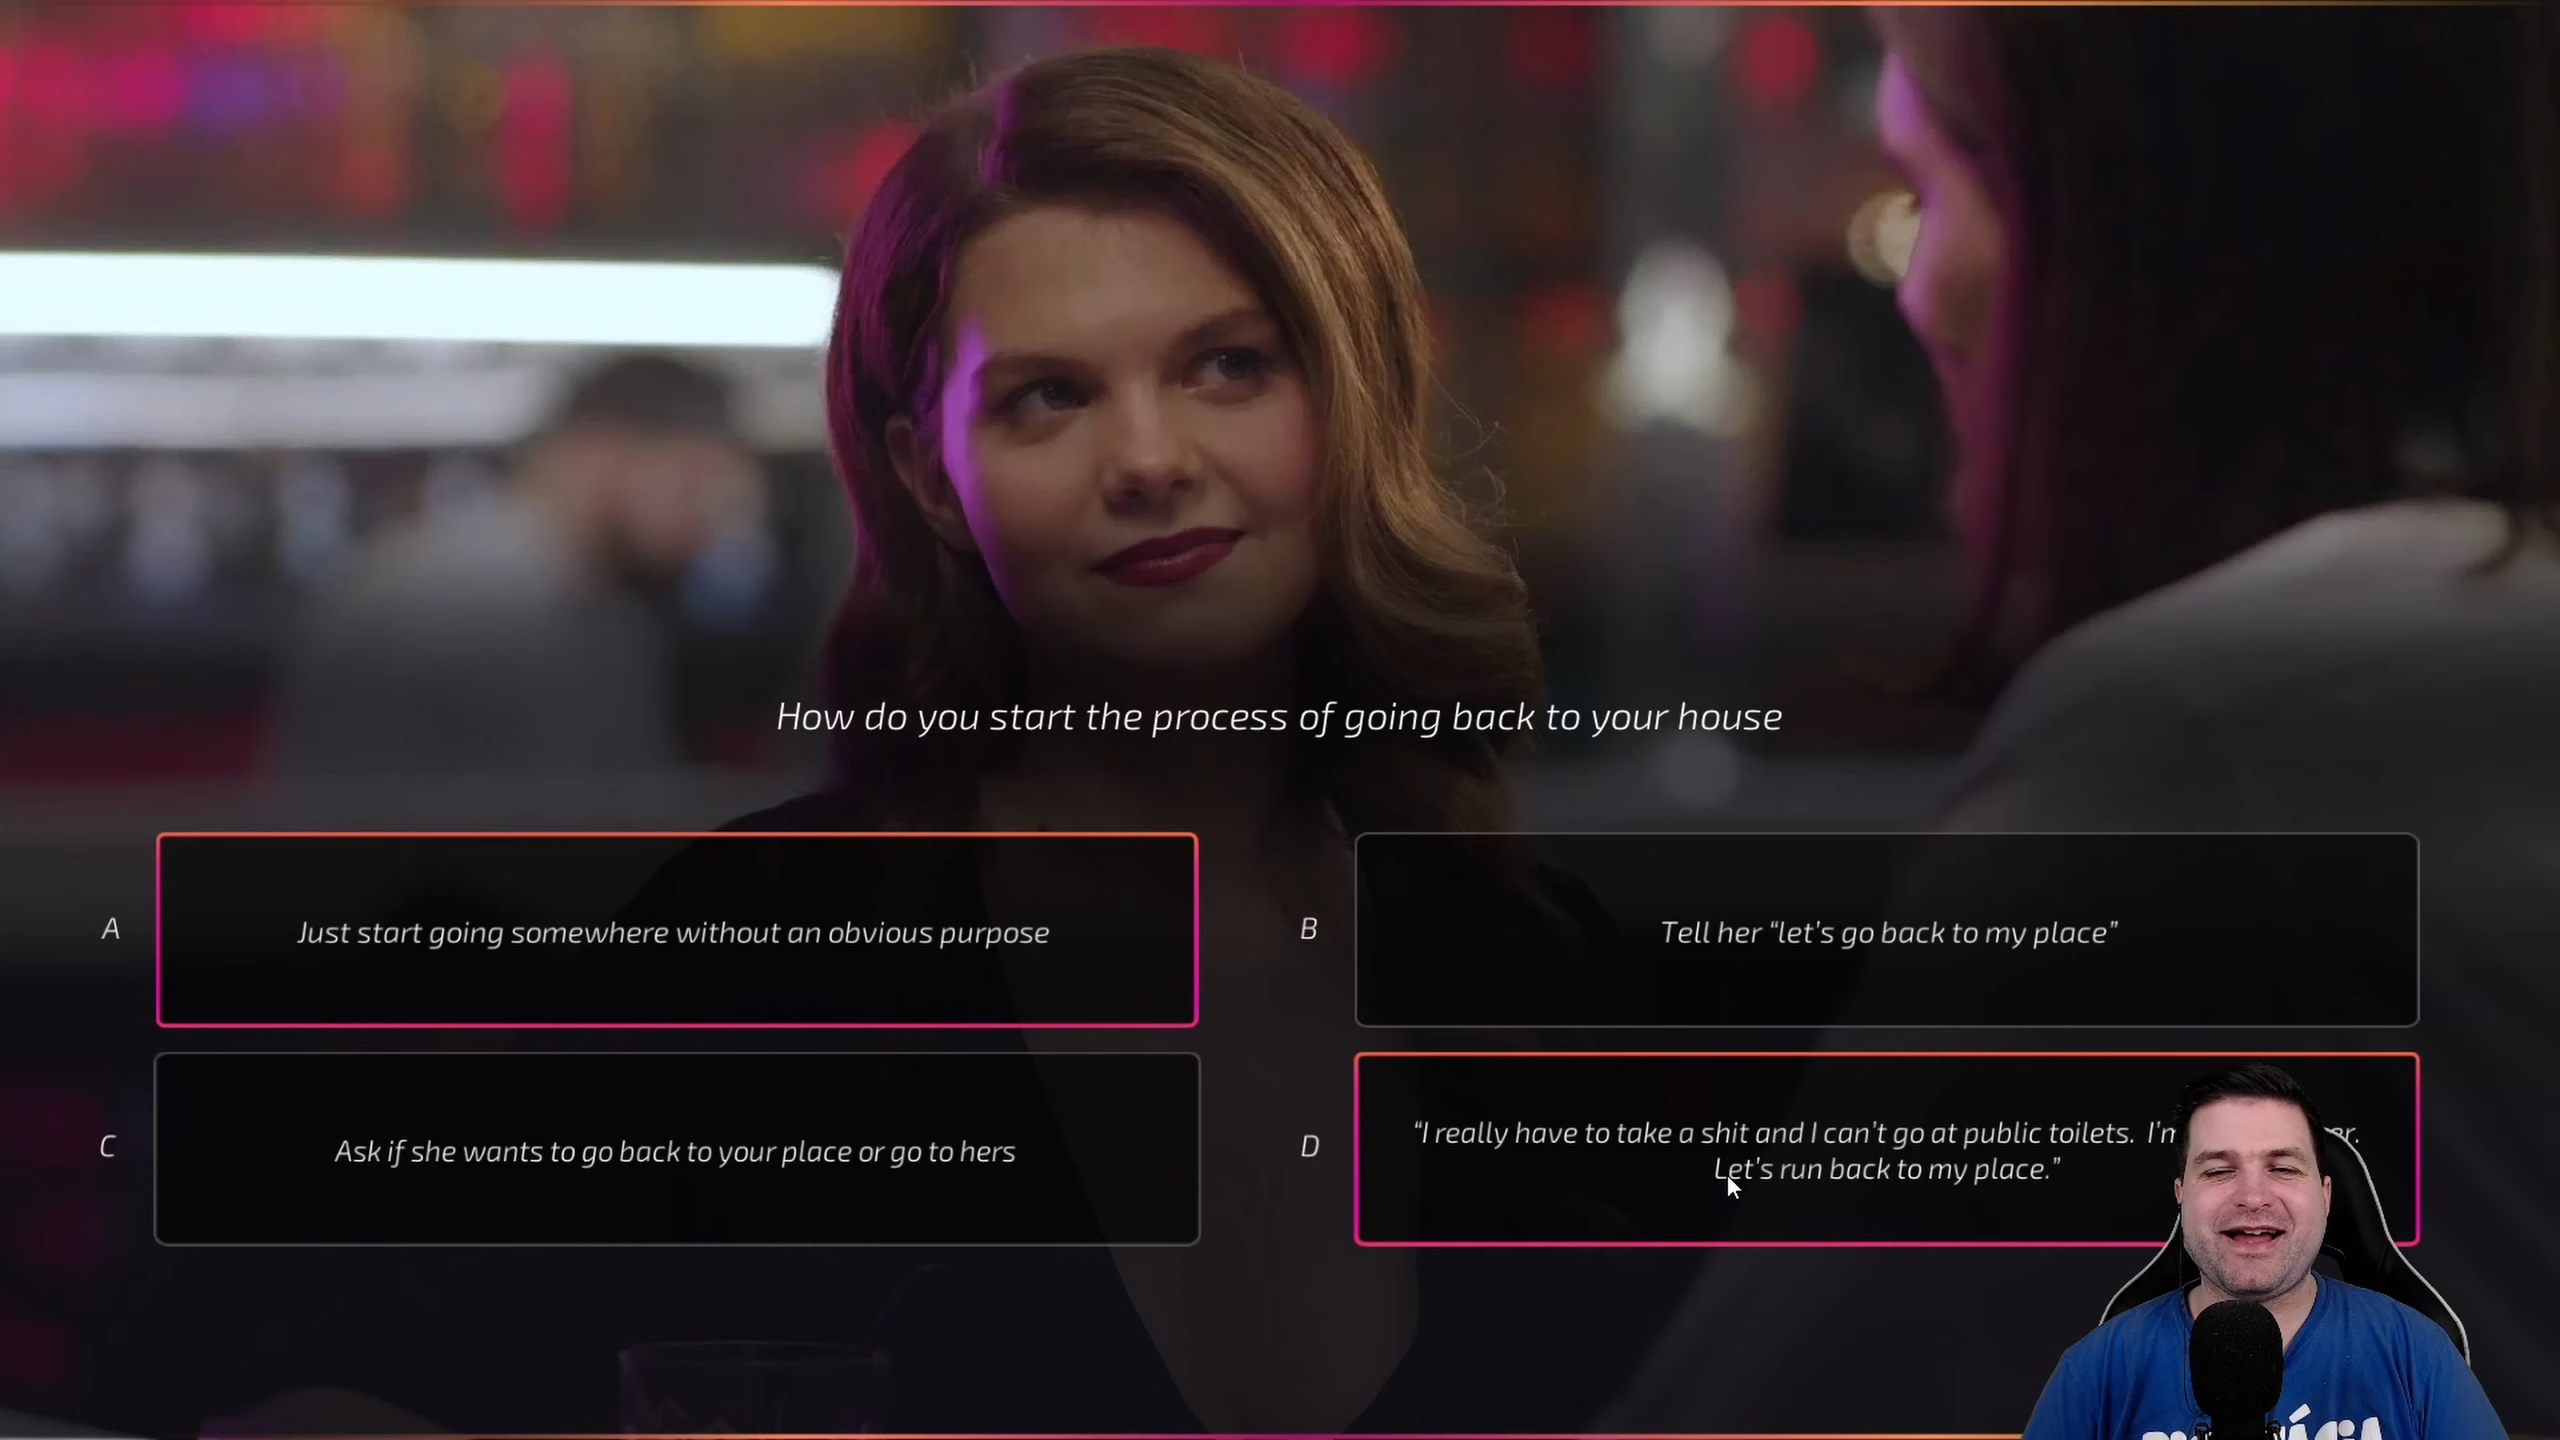 How do you start the process of going back to your house
A
Just start going somewhere without an obvious purpose
B
Tell her “let’s go back to my place”
C
Ask if she wants to go back to your place or go to hers
D
“I really have to take a shit and I can’t go at public toilets.
Let’s run back to my place.”